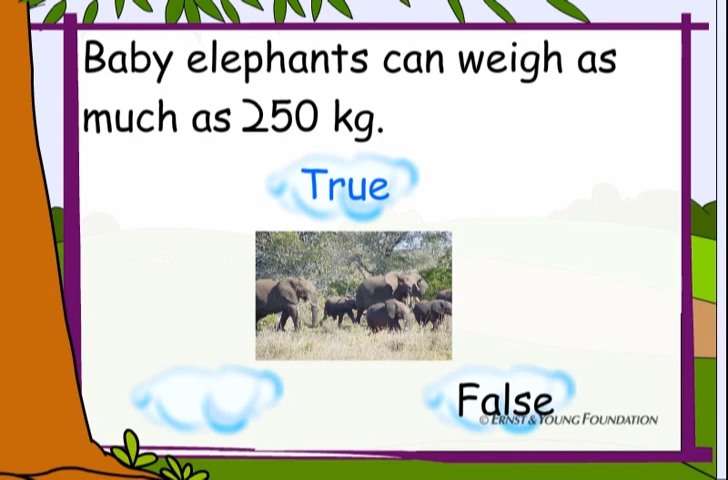 Baby elephants can weigh as
much as 250 kg.
True
False
© Ernst & Young Foundation